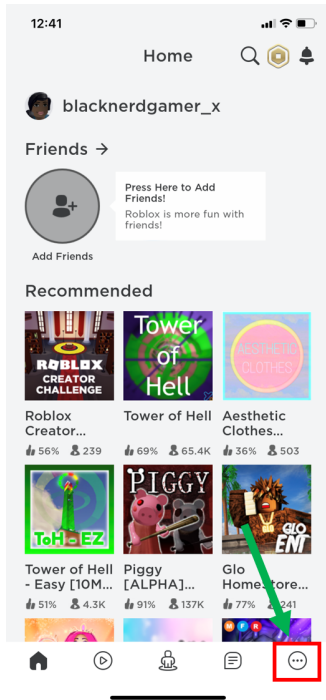 12:41
Home
blacknerdgamer_x
Friends →
Press Here to Add
Friends!
Roblox is more fun with
friends!
Add Friends
Recommended
ROBLOX
CREATOR
CHALLENGE
Tower
of
Hell
AESTHETIC
CLOTHES
Roblox
Creator...
56% 239
Tower of Hell
69% 65.4K
Aesthetic
Clothes...
36% 503
ToH EZ
PIGGY
GLO
ENT
Tower of Hell
- Easy [10M...
51% 4.3K
Piggy
[ALPHA]...
91% 137K
Glo
HomeStore...
77% 241
M F R